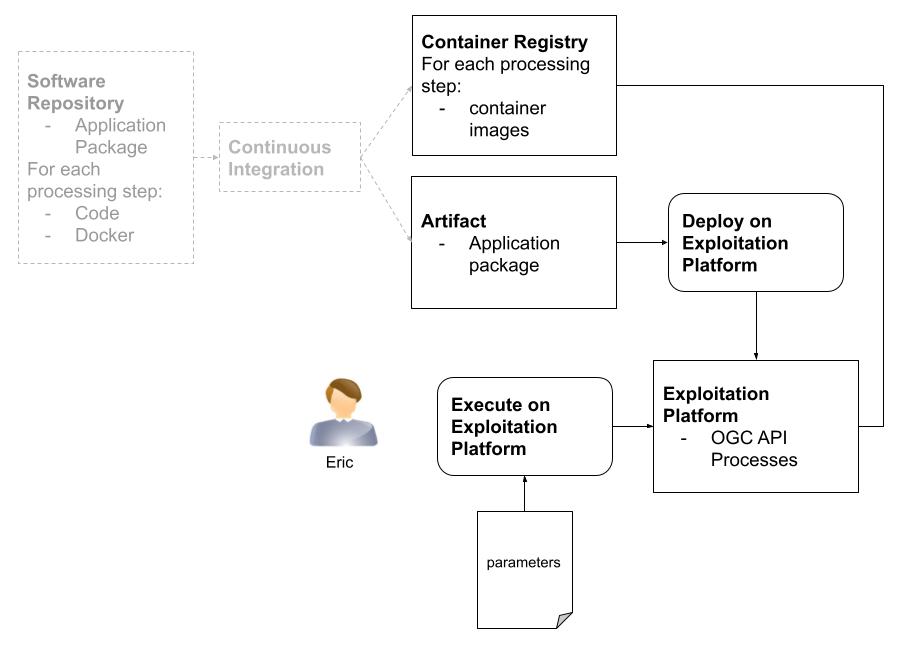 Software
Repository
- Application
Package
For each
processing step:
- Code
- Docker
Continuous
Integration
Container Registry
For each processing
step:
- container
images
Artifact
- Application
package
Deploy on
Exploitation
Platform
Eric
Execute on
Exploitation
Platform
Exploitation
Platform
- OGC API
Processes
parameters